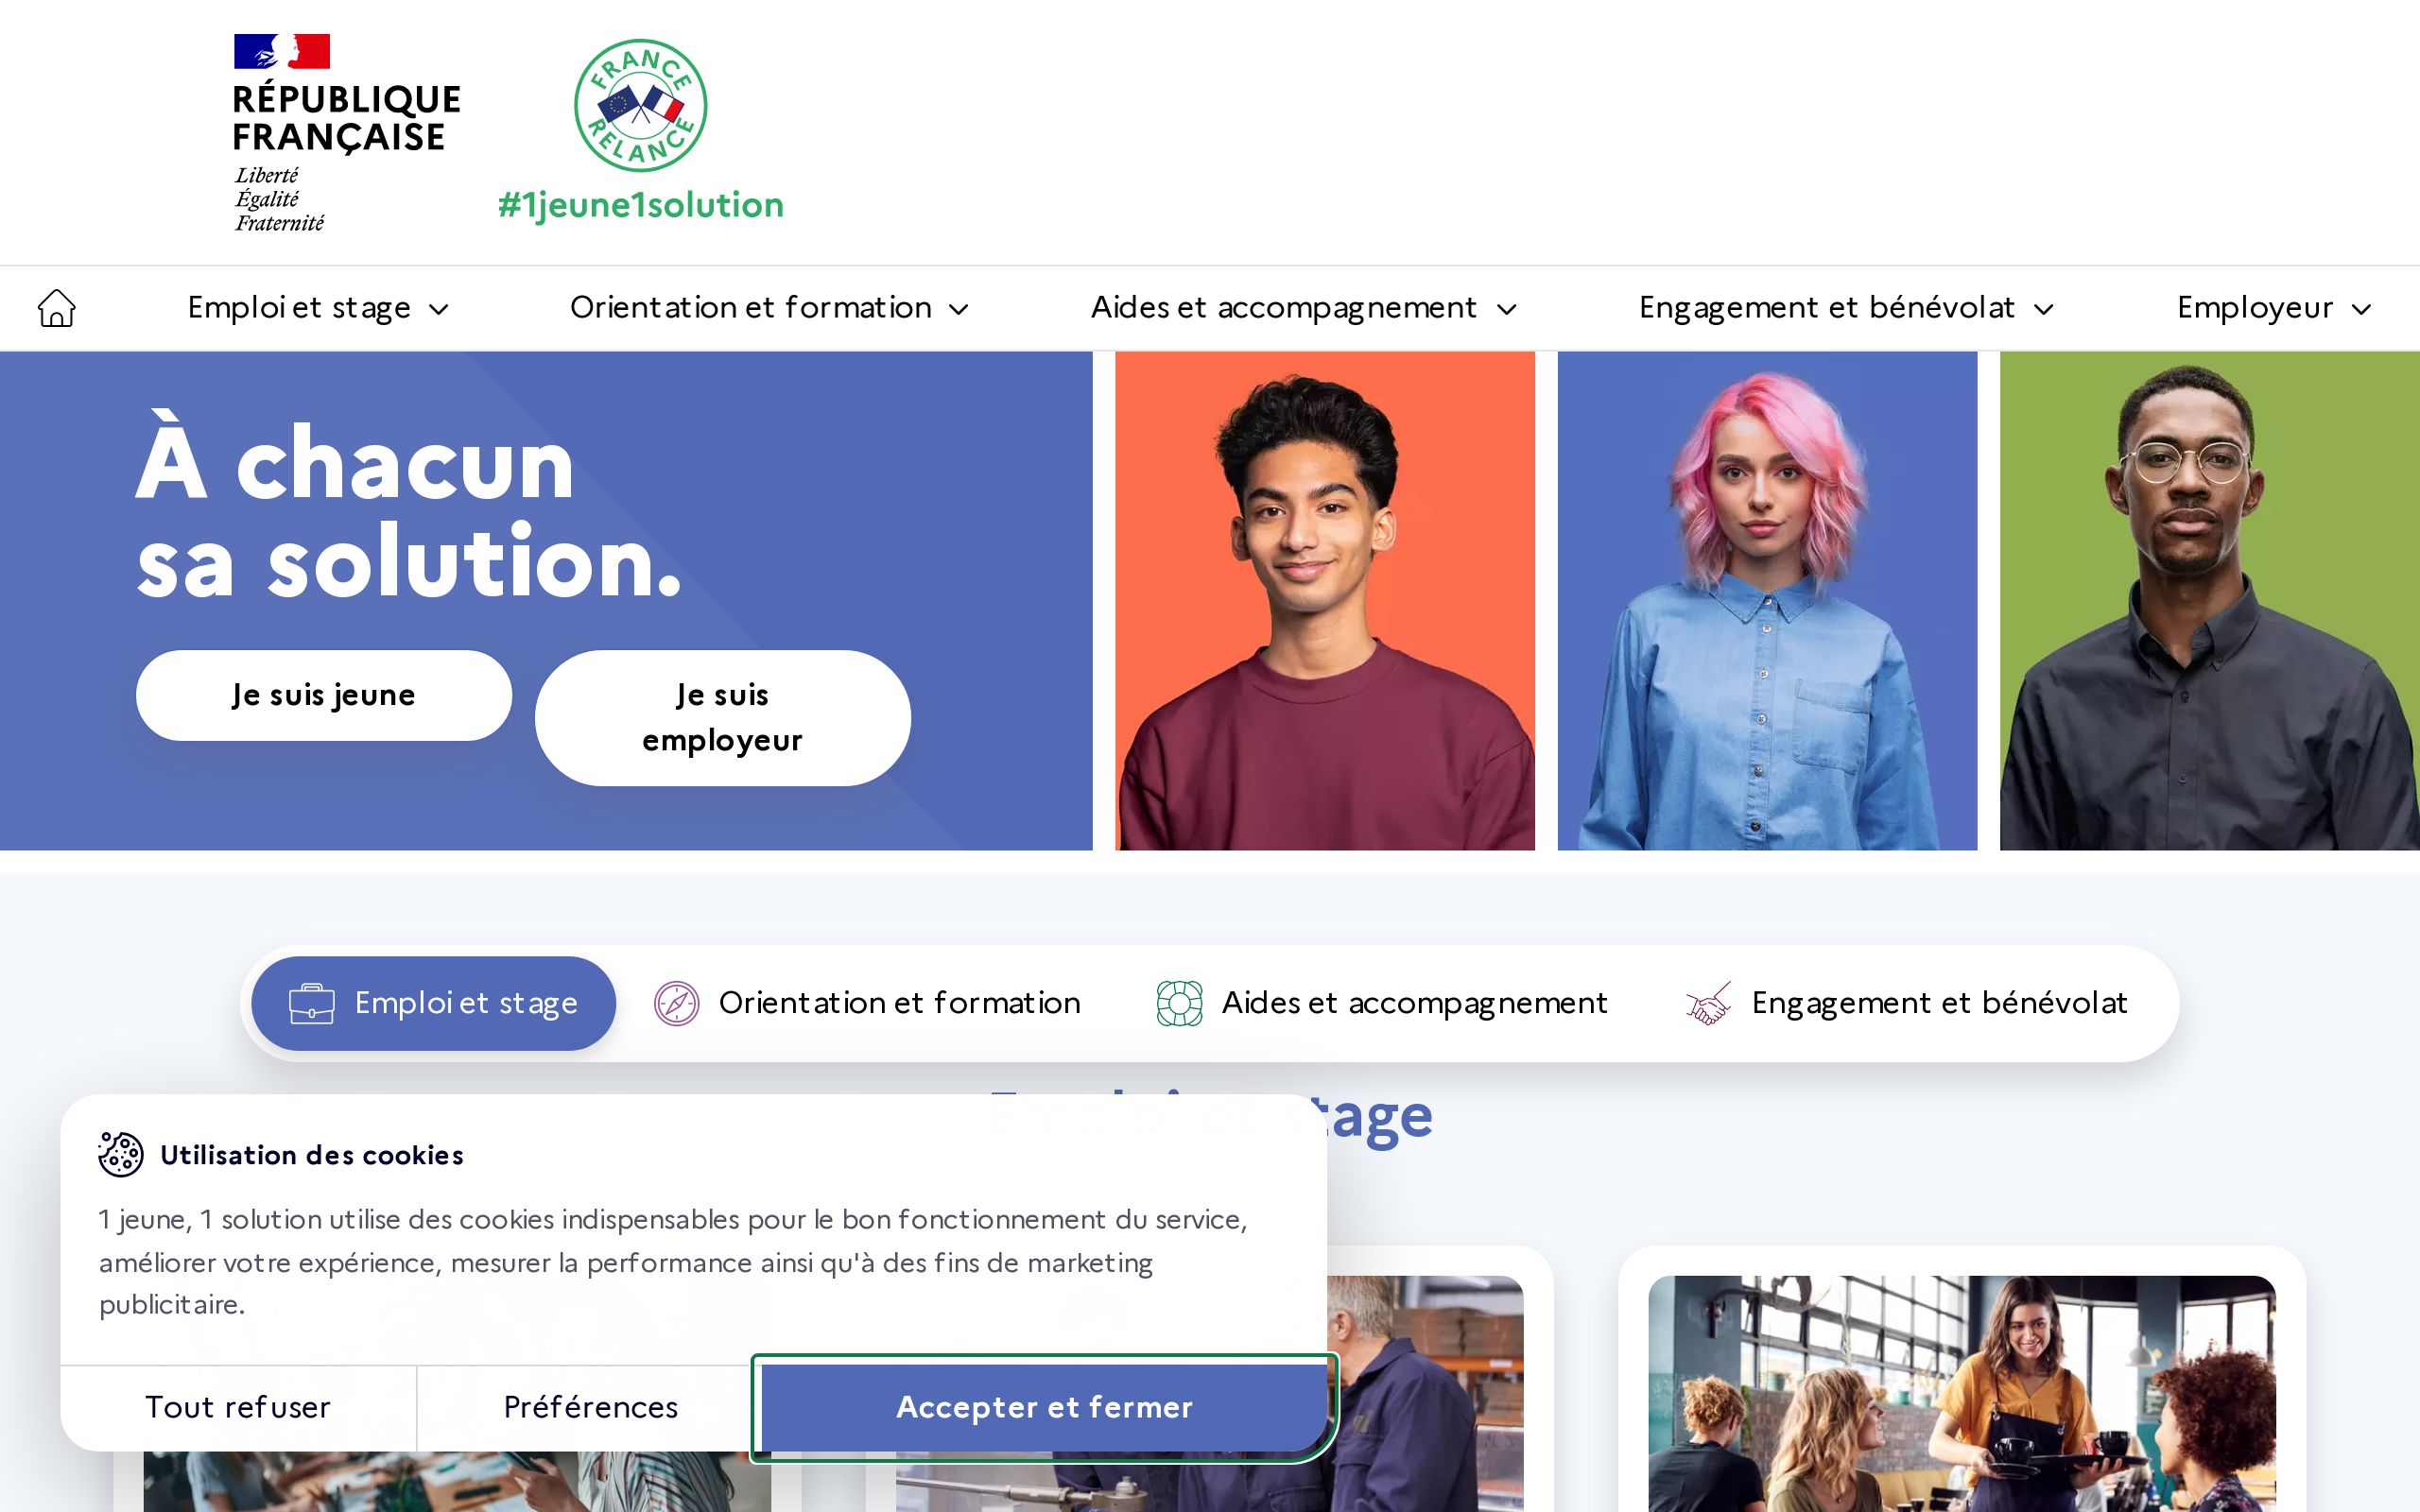 RÉPUBLIQUE
FRANÇAISE
Liberté
Égalité
Fraternité
FRANCE
RELANCE
#1jeune1solution
Emploi et stage
Orientation et formation
Aides et accompagnement
Engagement et bénévolat
Employeur
À chacun
sa solution.
Je suis jeune
Je suis
employeur
Emploi et stage
Orientation et formation
Aides et accompagnement
Engagement et bénévolat
Emploi et stage
Utilisation des cookies
1 jeune, 1 solution utilise des cookies indispensables pour le bon fonctionnement du service,
améliorer votre expérience, mesurer la performance ainsi qu'à des fins de marketing
publicitaire.
Tout refuser
Préférences
Accepter et fermer